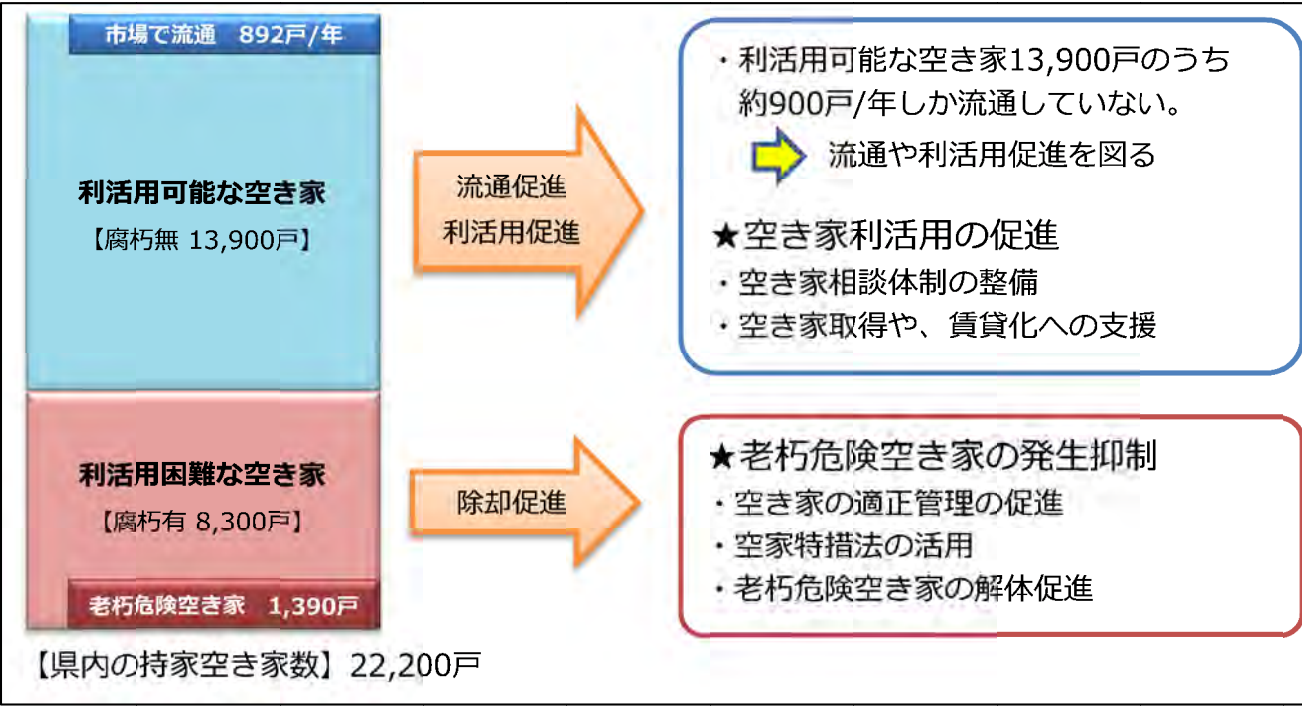 市場で流通 892戸/年
利活用可能な空き家
【腐朽無 13,900戸】
利活用困難な空き家
【腐朽有 8,300戸】
老朽危険空き家 1,390戸
【県内の持家空き家数】22,200戸
流通促進
利活用促進
除却促進
・利活用可能な空き家13,900戸のうち
約900戸/年しか流通していない。
流通や利活用促進を図る
★空き家利活用の促進
・空き家相談体制の整備
・空き家取得や、賃貸化への支援
★老朽危険空き家の発生抑制
・空き家の適正管理の促進
・空家特措法の活用
・老朽危険空き家の解体促進